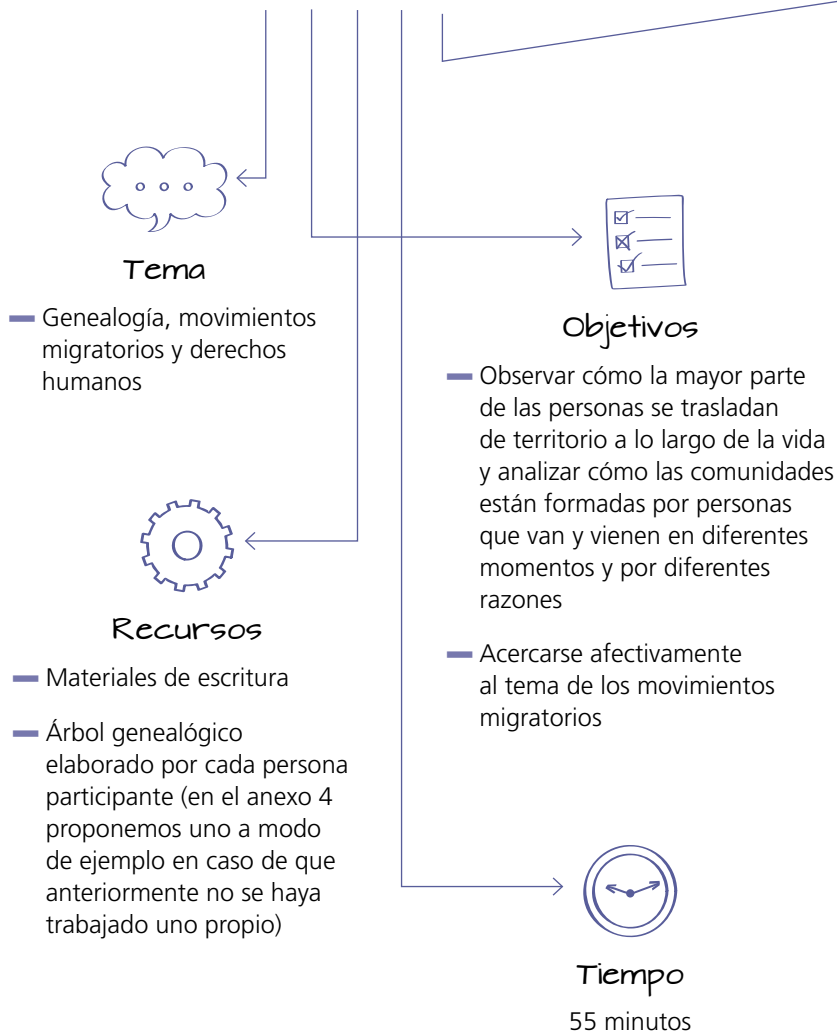 Tema
— Genealogía, movimientos
migratorios y derechos
humanos
Objetivos
— Observar cómo la mayor parte
de las personas se trasladan
de territorio a lo largo de la vida
y analizar cómo las comunidades
están formadas por personas
que van y vienen en diferentes
momentos y por diferentes
razones
— Acercarse afectivamente
al tema de los movimientos
migratorios
Recursos
— Materiales de escritura
— Árbol genealógico
elaborado por cada persona
participante (en el anexo 4
proponemos uno a modo
de ejemplo en caso de que
anteriormente no se haya
trabajado uno propio)
Tiempo
55 minutos